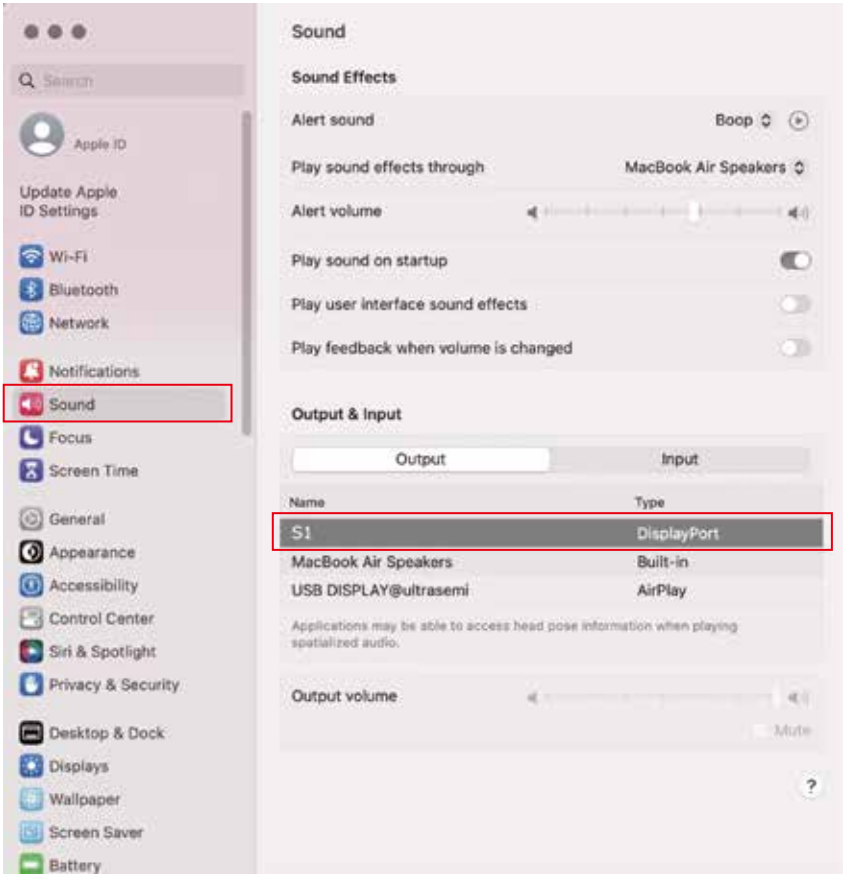 Search
Apple ID
Update Apple
ID Settings
Wi-Fi
Bluetooth
Network
Notifications
Sound
Focus
Screen Time
General
Appearance
Accessibility
Control Center
Siri & Spotlight
Privacy & Security
Desktop & Dock
Displays
Wallpaper
Screen Saver
Battery
Sound
Sound Effects
Alert sound Boop
Play sound effects through MacBook Air Speakers
Alert volume
Play sound on startup
Play user interface sound effects
Play feedback when volume is changed
Output & Input
Output Input
Name Type
S1 DisplayPort
MacBook Air Speakers Built-in
USB DISPLAY@ultrasemi AirPlay
Applications may be able to access head pose information when playing
spatialized audio.
Output volume
Mute
?